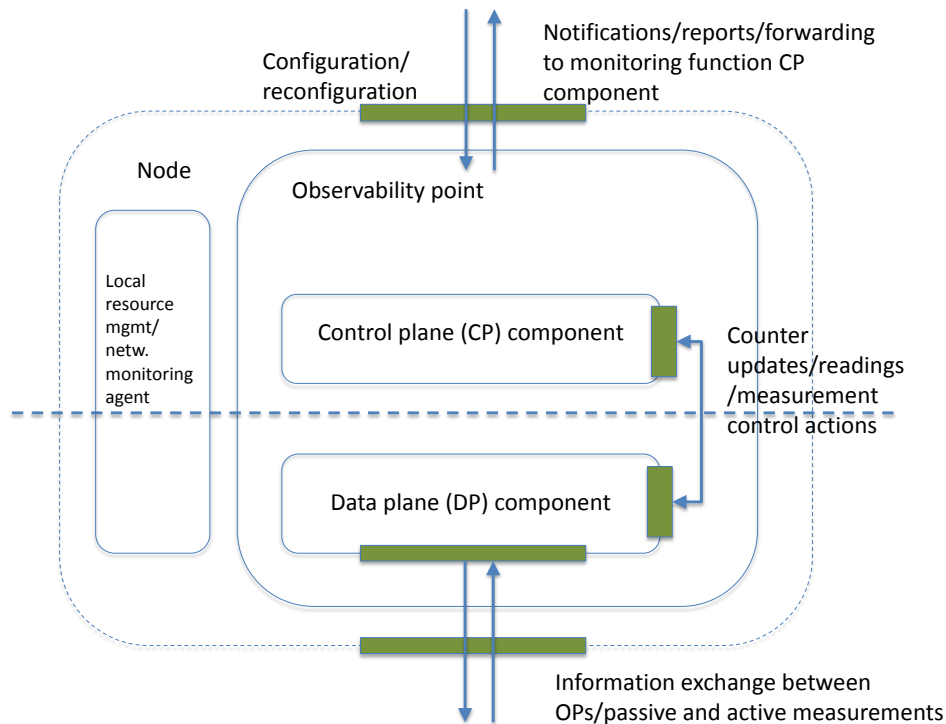 Configuration/
reconfiguration
Notifications/reports/forwarding
to monitoring function CP
component
Node
Observability point
Local
resource
mgmt/
netw.
monitoring
agent
Control plane (CP) component
Counter
updates/readings
/measurement
control actions
Data plane (DP) component
Information exchange between
OPs/passive and active measurements